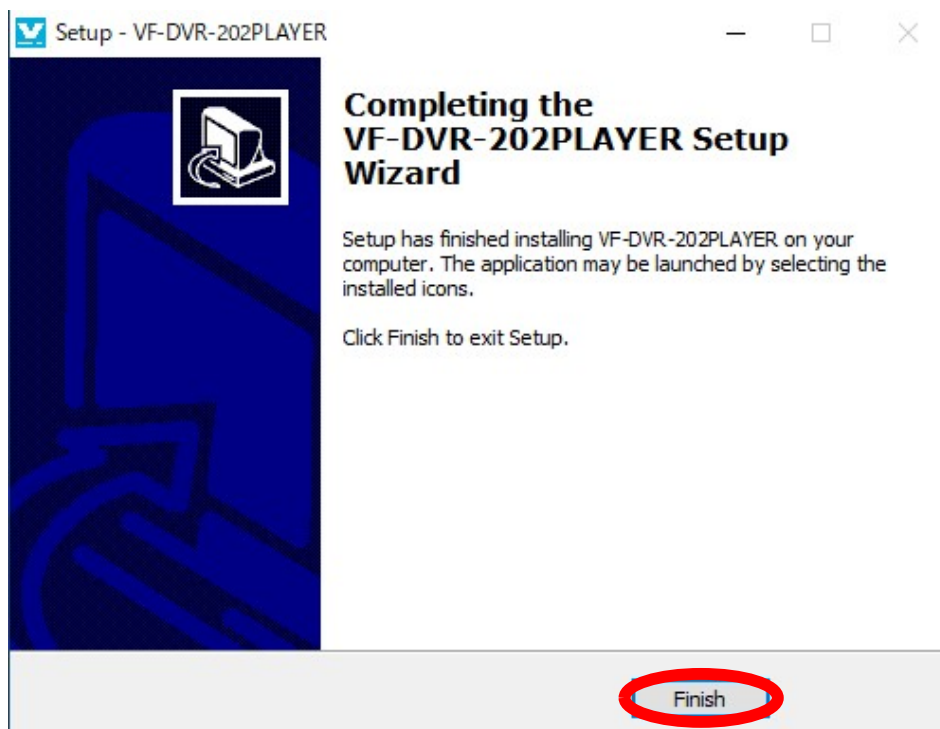 Setup - VF-DVR-202PLAYER
Completing the
VF-DVR-202PLAYER Setup
Wizard
Setup has finished installing VF-DVR-202PLAYER on your
computer. The application may be launched by selecting the
installed icons.
Click Finish to exit Setup.
Finish